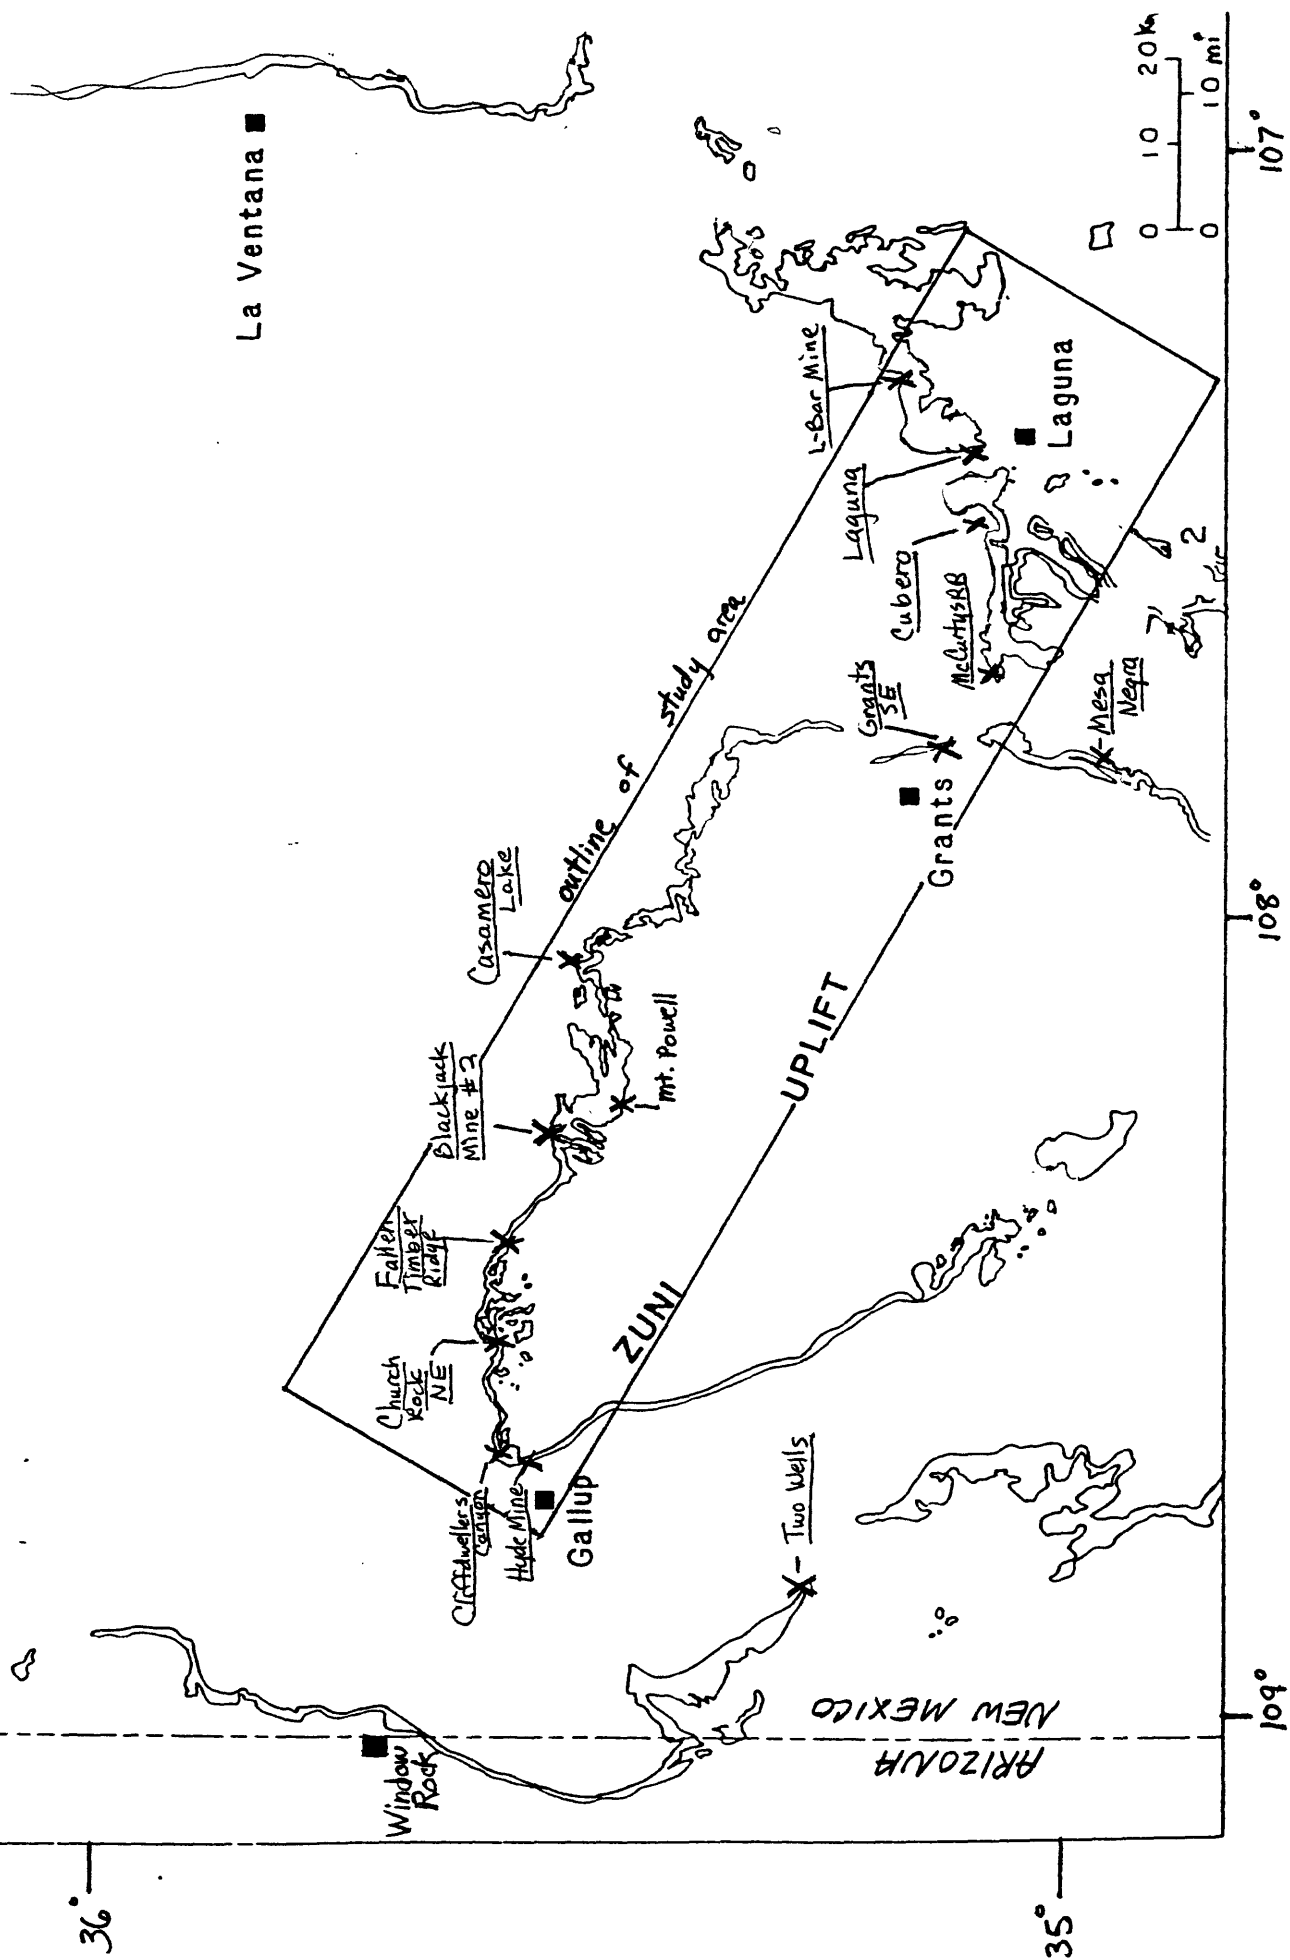 36°
35°
109°
108°
107°
Window
Rock
ARIZONA
NEW MEXICO
La Ventana
Cliffdwellers
Canyon
Hyde Mine
Gallup
Church
Rock
NE
Fallen
Timber
Ridge
Blackjack
Mine #2
Casamero
Lake
mt. Powell
outline of study area
ZUNI UPLIFT
Two Wells
Grants
Grants
SE
McCartysRB
Cubero
Laguna
L-Bar Mine
Laguna
Mesa
Negra
2
0 10 20 Km
0 10 mi